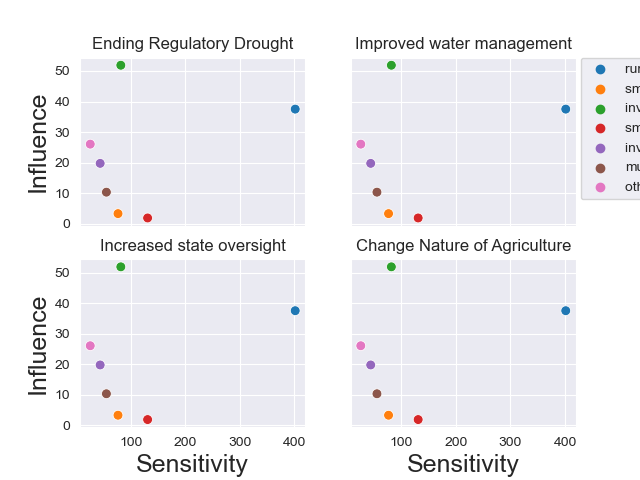 Ending Regulatory Drought
Improved water management
Influence
50
40
30
20
10
0
run
sm
inv
sm
inv
mu
oth
Increased state oversight
Change Nature of Agriculture
Influence
50
40
30
20
10
0
100 200 300 400
100 200 300 400
Sensitivity
Sensitivity